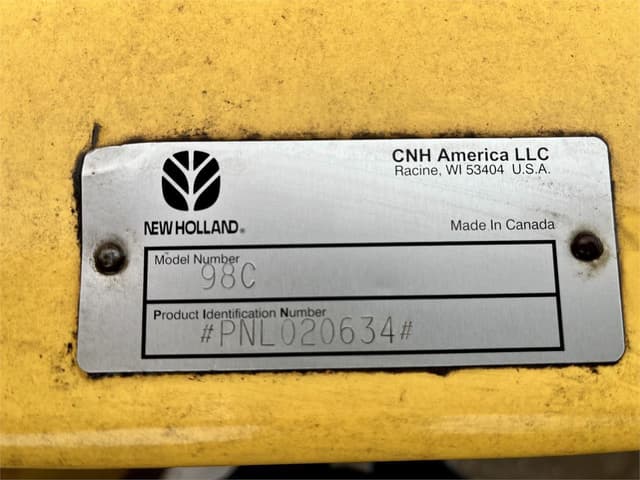 CNH America LLC
Racine, WI 53404 U.S.A.
NEW HOLLAND®
Made In Canada
Model Number
98C
Product Identification Number
#PNL020634#